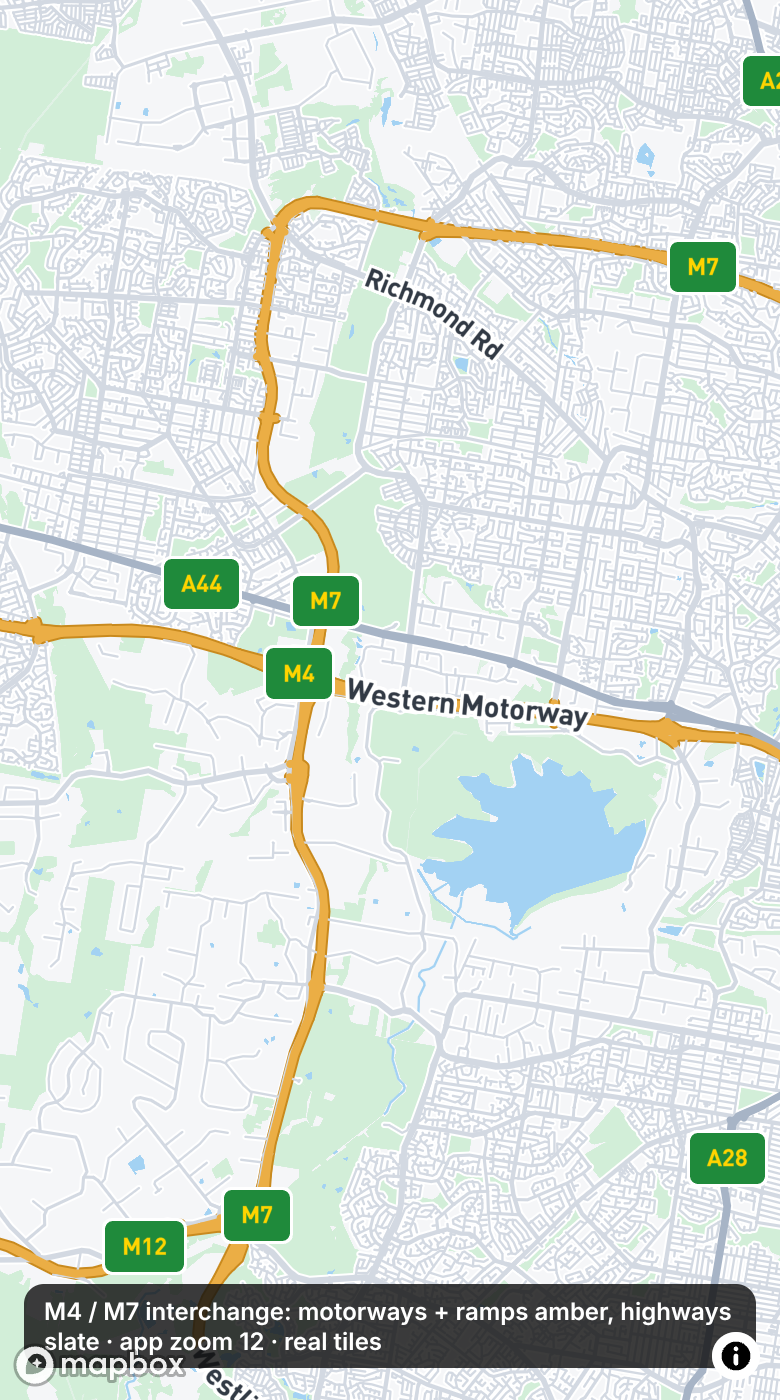 M7
Richmond Rd
A44
M7
M4
Western Motorway
A28
M7
M12
M4 / M7 interchange: motorways + ramps amber, highways
slate · app zoom 12 · real tiles
mapbox